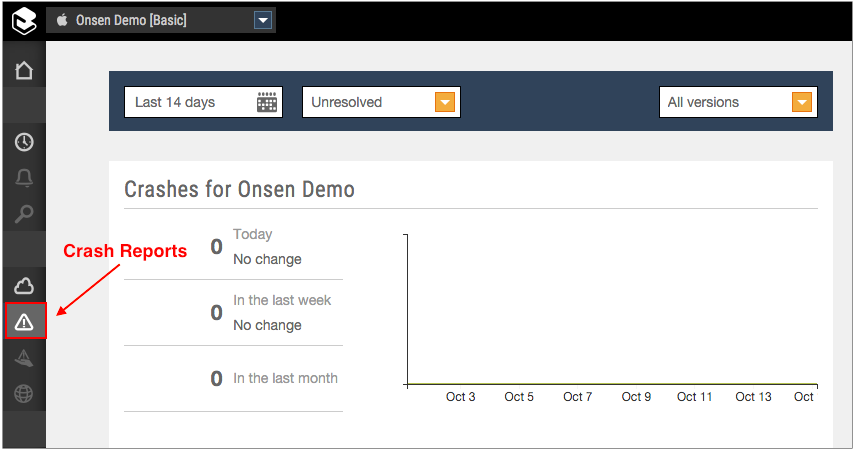 Onsen Demo [Basic]
Last 14 days
Unresolved
All versions
Crashes for Onsen Demo
0 Today
No change
Crash Reports
0 In the last week
No change
0 In the last month
Oct 3 Oct 5 Oct 7 Oct 9 Oct 11 Oct 13 Oct